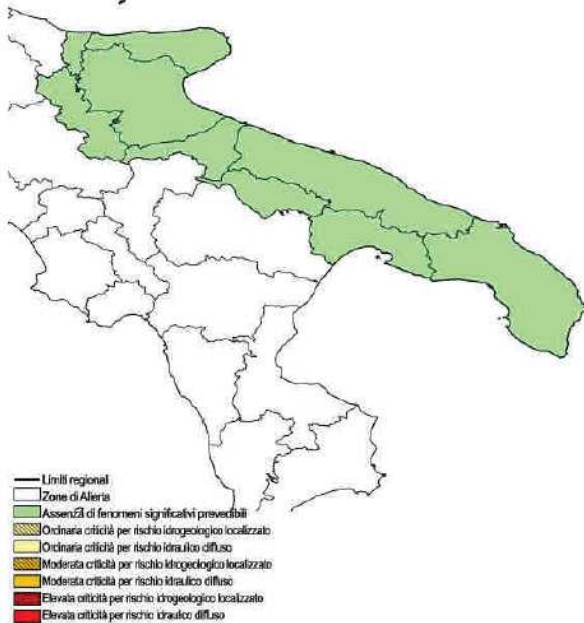 Limiti regionali
Zone di Allerta
Assenza di fenomeni significativi prevedibili
Ordinaria criticità per rischio idrogeologico localizzato
Ordinaria criticità per rischio idraulico diffuso
Moderata criticità per rischio idrogeologico localizzato
Moderata criticità per rischio idraulico diffuso
Elevata criticità per rischio idrogeologico localizzato
Elevata criticità per rischio idraulico diffuso